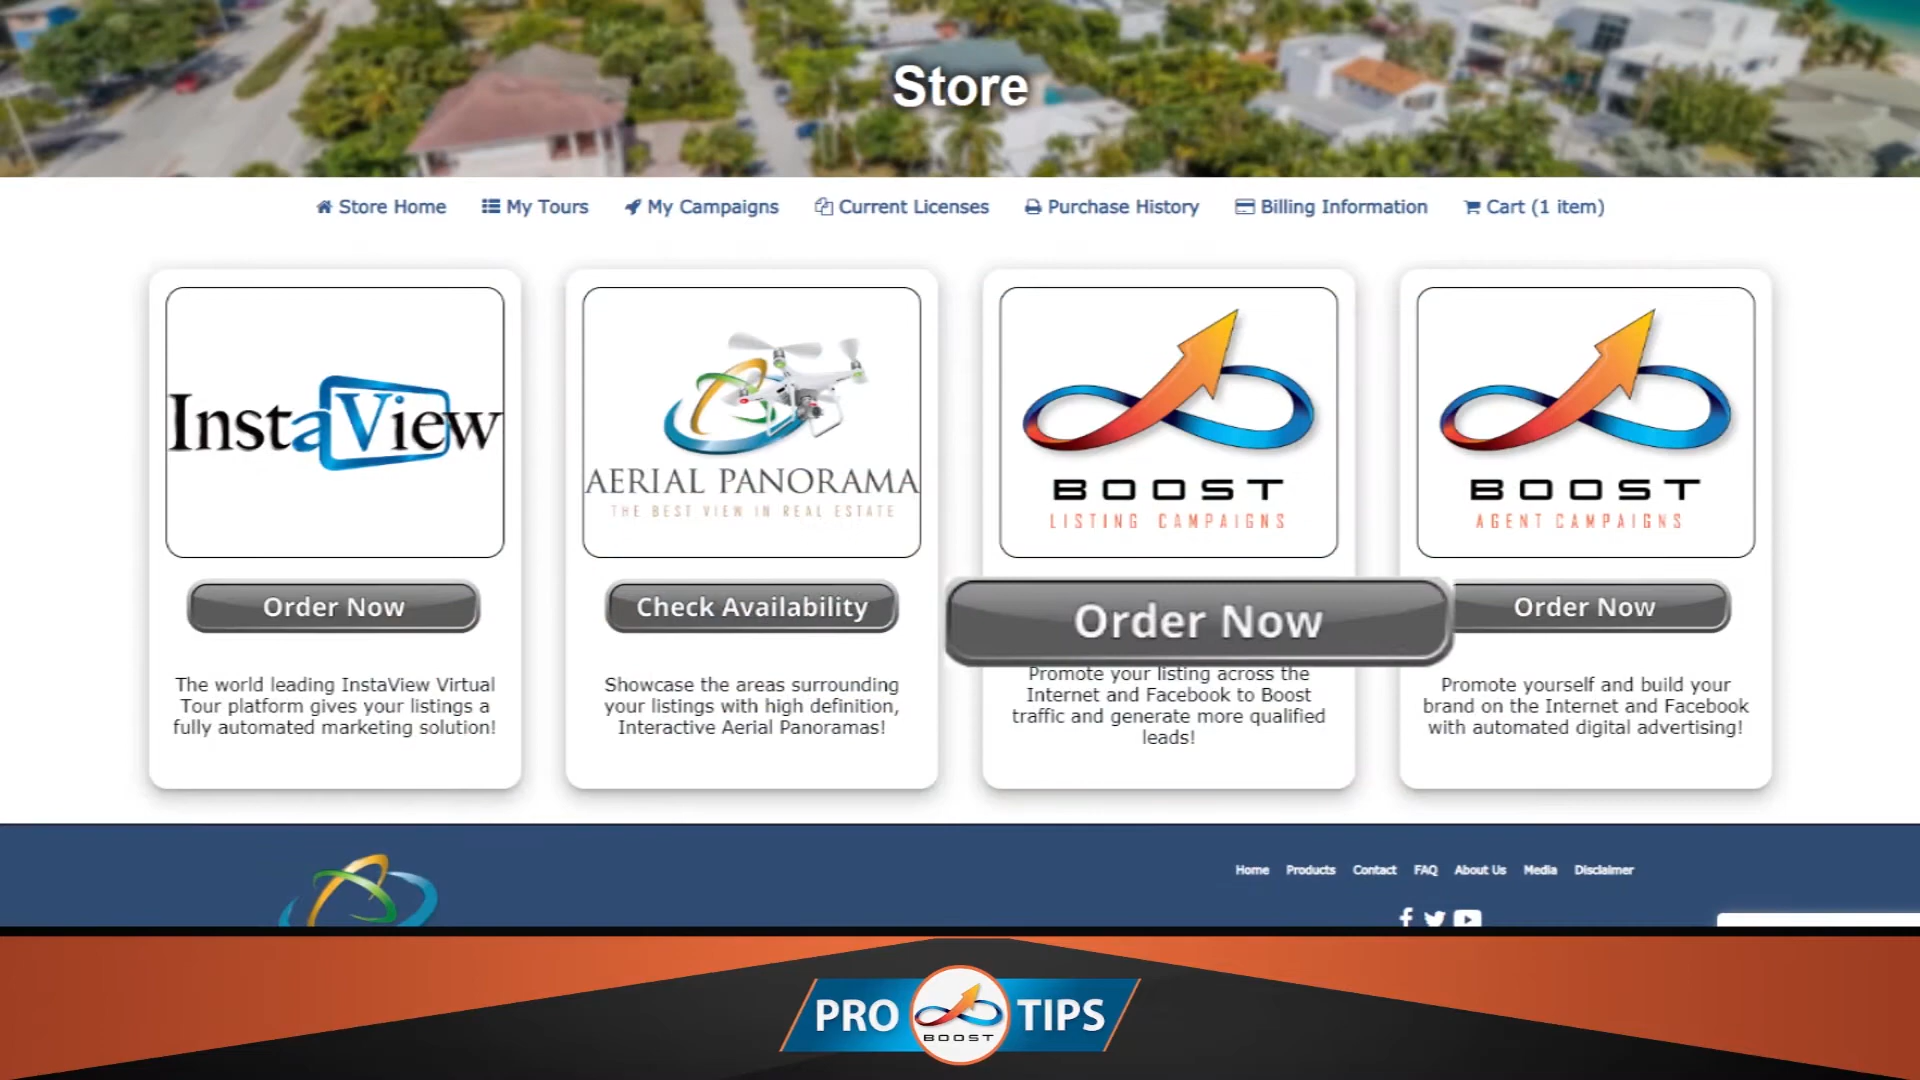 Store
Store Home My Tours My Campaigns Current Licenses Purchase History Billing Information Cart (1 item)
InstaView
Order Now
The world leading InstaView Virtual
Tour platform gives your listings a
fully automated marketing solution!
AERIAL PANORAMA
THE BEST VIEW IN REAL ESTATE
Check Availability
Showcase the areas surrounding
your listings with high definition,
Interactive Aerial Panoramas!
BOOST
LISTING CAMPAIGNS
Order Now
Promote your listing across the
Internet and Facebook to Boost
traffic and generate more qualified
leads!
BOOST
AGENT CAMPAIGNS
Order Now
Promote yourself and build your
brand on the Internet and Facebook
with automated digital advertising!
Home Products Contact FAQ About Us Media Disclaimer
PRO BOOST TIPS